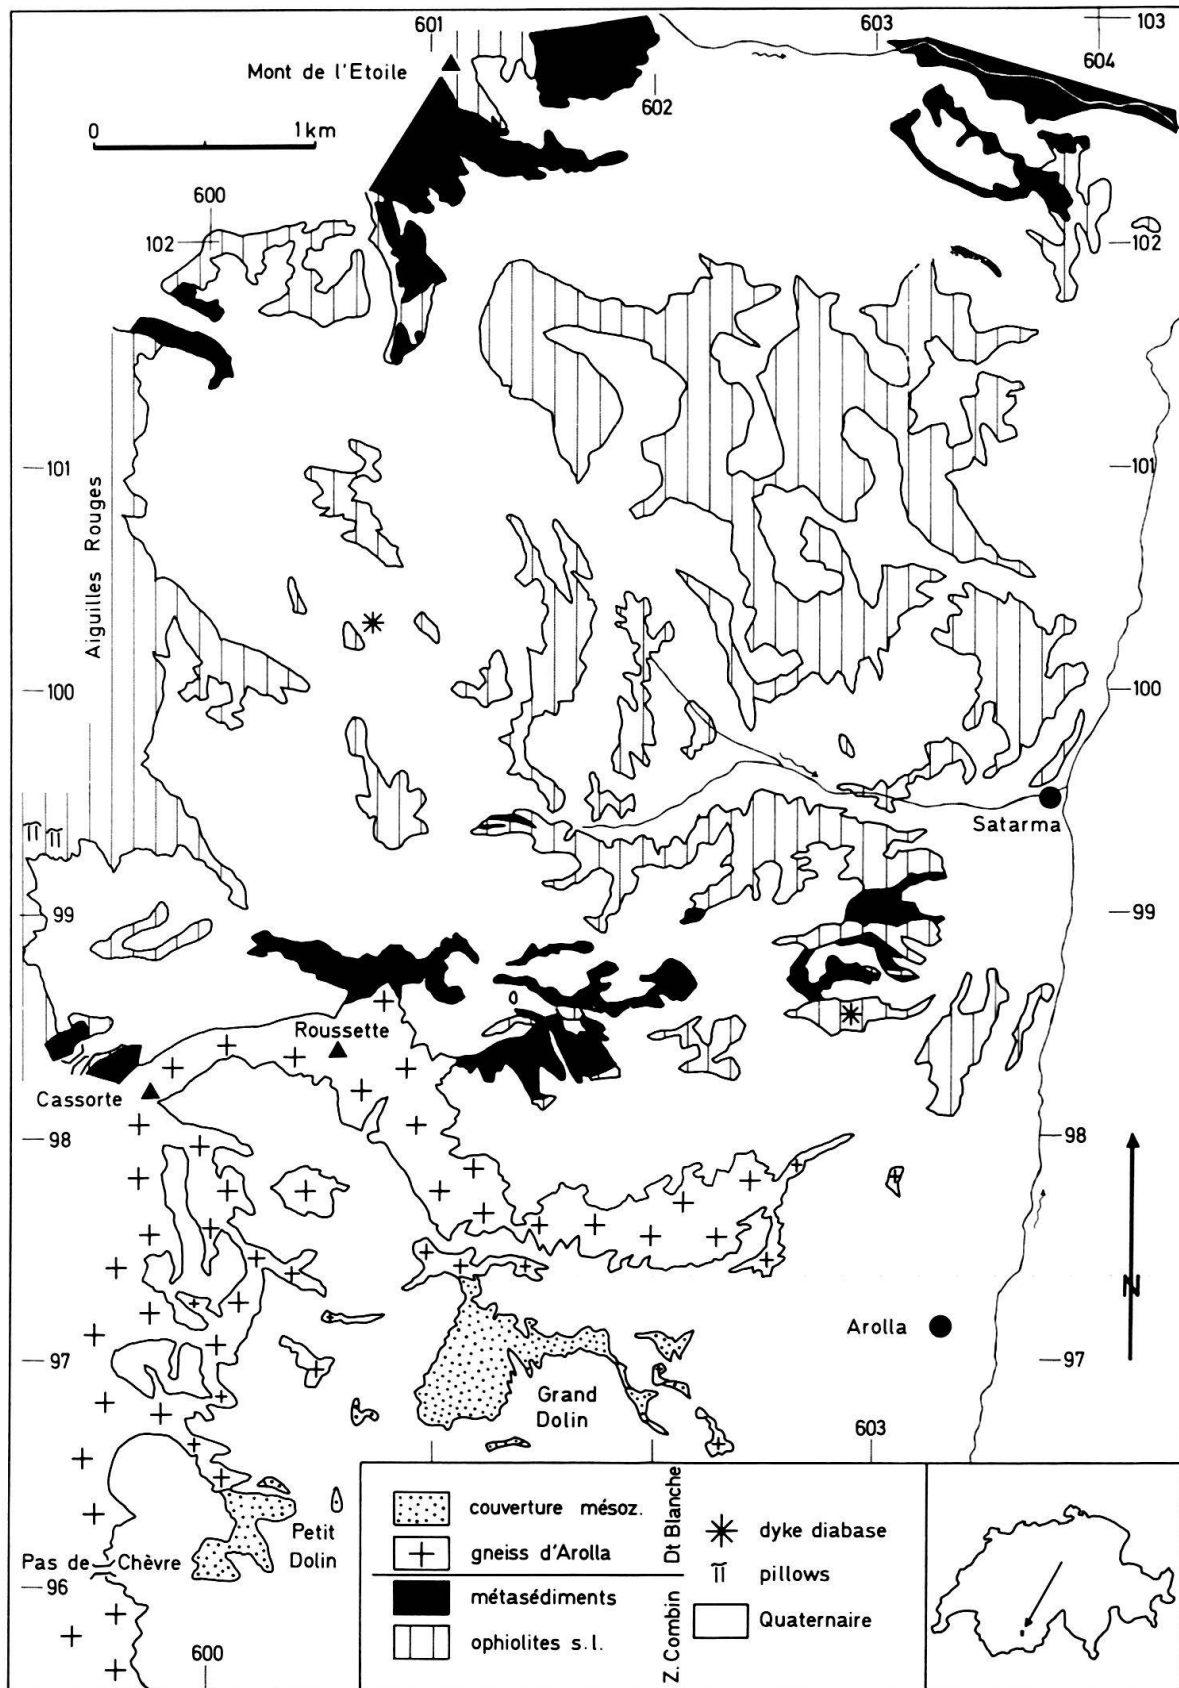 601
603
103
604
Mont de l'Etoile
602
0 1km
600
102
102
101
101
Aiguilles Rouges
100
100
Satarma
99
99
Roussette
Cassorte
98
98
N
Arolla
97
97
Grand
Dolin
603
Petit
Dolin
Pas de Chèvre
96
600
couverture mésoz.
gneiss d'Arolla
métasédiments
ophiolites s.l.
Dt Blanche
Z. Combin
dyke diabase
pillows
Quaternaire